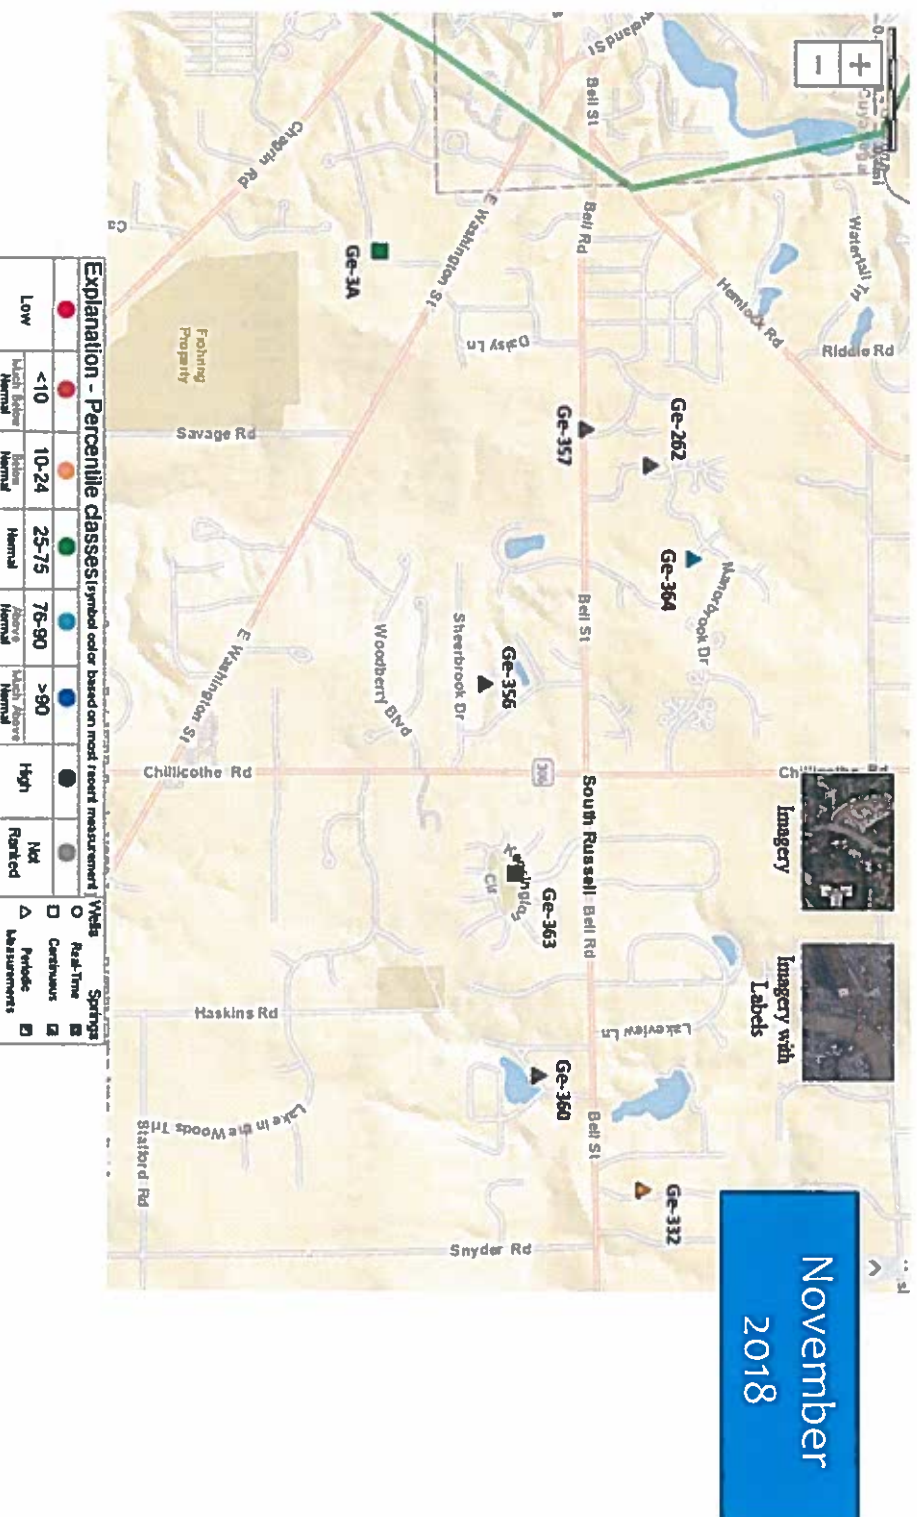 November
2018
+
−
Imagery
Imagery with
Labels
Bell St
Bell Rd
Hemlock Rd
Riddle Rd
E Washington St
Chagrin Rd
Ge-3A
Daisy Ln
Frohring
Property
Savage Rd
Ge-357
Ge-262
Ge-364
Manorbrook Dr
Bell St
Ge-356
Sheerbrook Dr
Woodberry Blvd
E Washington St
Chillicothe Rd
306
South Russell
Bell Rd
Cir
Ge-363
Haskins Rd
Lakeview Ln
Ge-360
Bell St
Lake In the Woods Trl
Stafford Rd
Ge-332
Snyder Rd
Explanation - Percentile classes (symbol color based on most recent measurement)
Low
<10
Much Below
Normal
10-24
Below
Normal
25-75
Normal
76-90
Above
Normal
>90
Much Above
Normal
High
Not
Ranked
Wells
Springs
Real-Time
Continuous
Periodic
Measurements